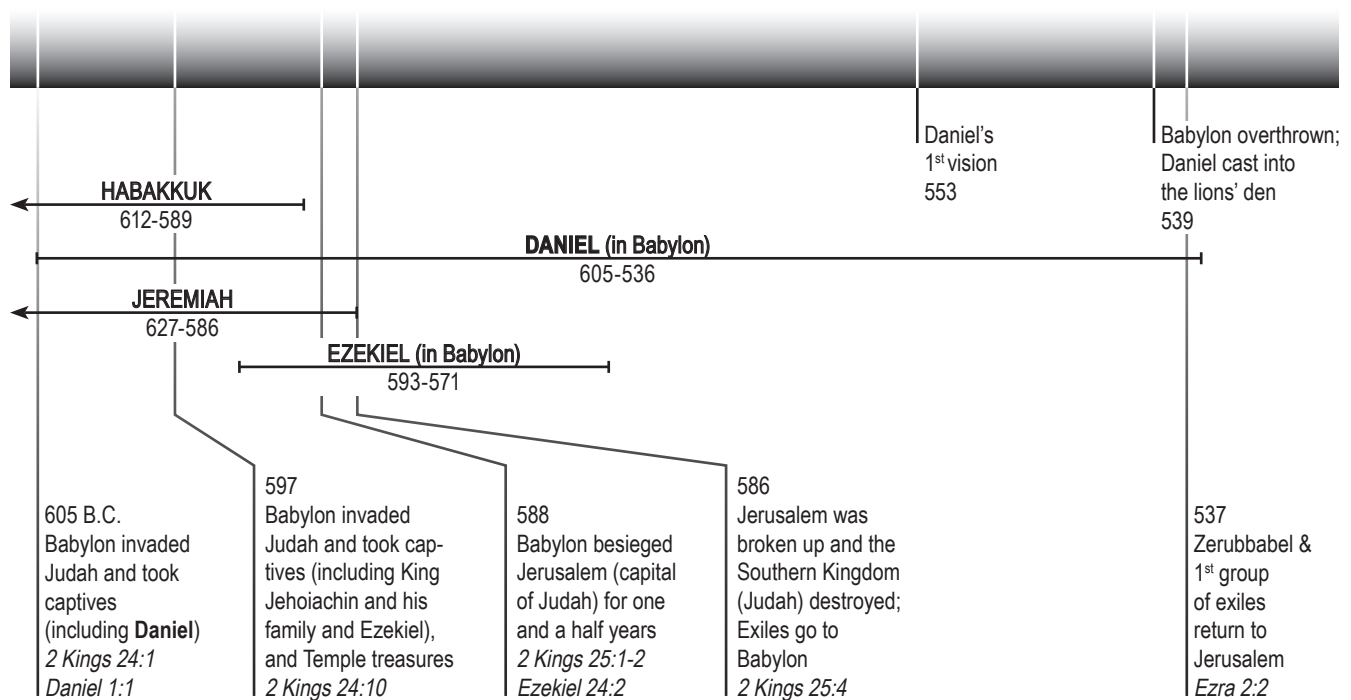 Daniel's
1st vision
553
Babylon overthrown;
Daniel cast into
the lions' den
539
HABAKKUK
612-589
DANIEL (in Babylon)
605-536
JEREMIAH
627-586
EZEKIEL (in Babylon)
593-571
605 B.C.
Babylon invaded
Judah and took
captives
(including Daniel)
2 Kings 24:1
Daniel 1:1
597
Babylon invaded
Judah and took cap-
tives (including King
Jehoiachin and his
family and Ezekiel),
and Temple treasures
2 Kings 24:10
588
Babylon besieged
Jerusalem (capital
of Judah) for one
and a half years
2 Kings 25:1-2
Ezekiel 24:2
586
Jerusalem was
broken up and the
Southern Kingdom
(Judah) destroyed;
Exiles go to
Babylon
2 Kings 25:4
537
Zerubbabel &
1st group
of exiles
return to
Jerusalem
Ezra 2:2